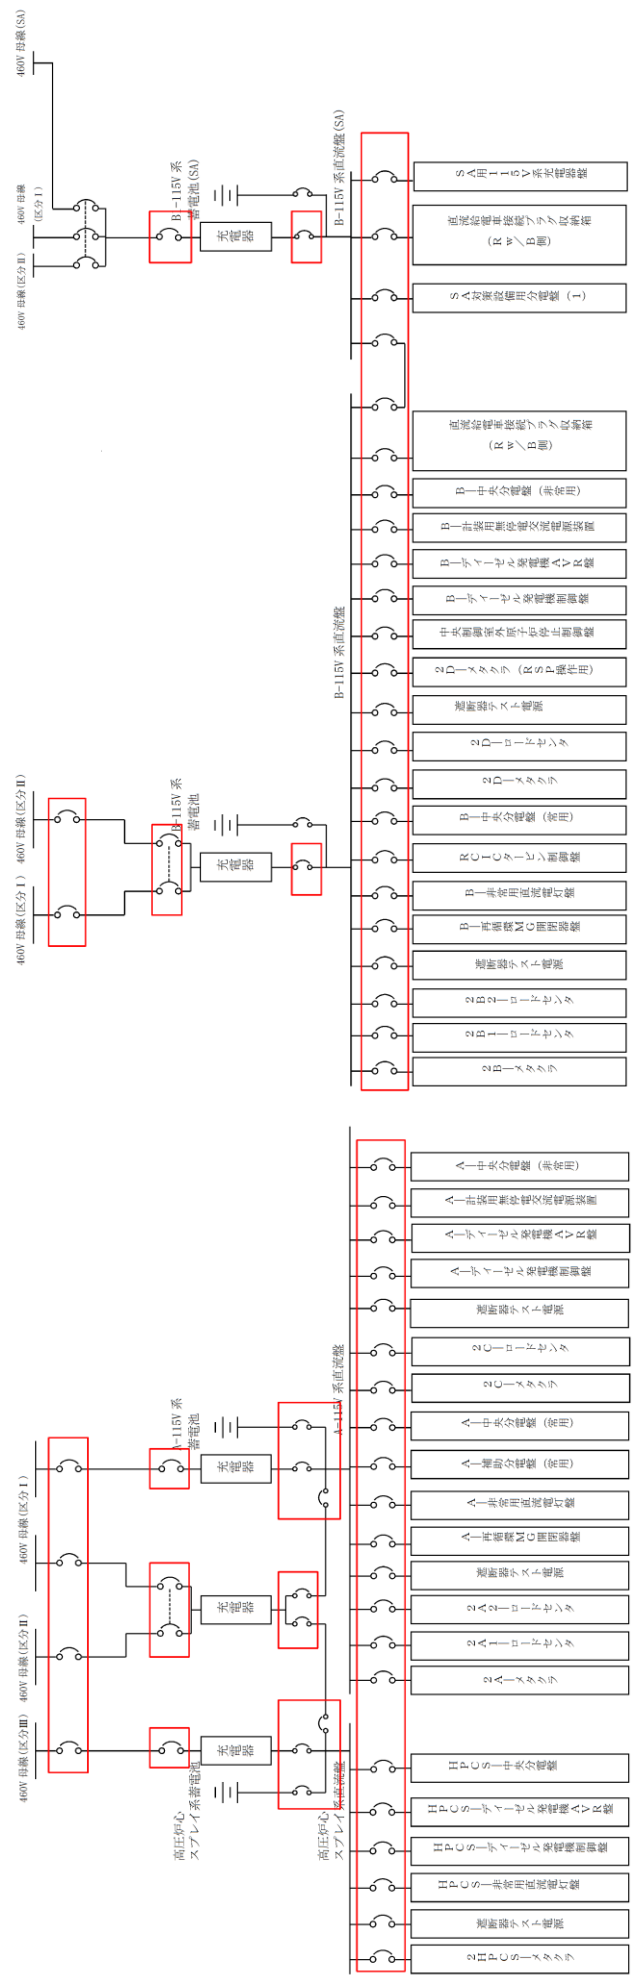 460V 母線(SA)
460V 母線
(区分Ⅰ)
460V 母線(区分Ⅱ)
B1-115V 系
蓄電池(SA)
充電器
B-115V 系直流盤(SA)
SA用115V系充電器盤
直流給電車接続プラグ収納箱
(Rw/B側)
SA対策設備用分電盤(1)
460V 母線(区分Ⅱ)
460V 母線(区分Ⅰ)
B-115V 系
蓄電池
充電器
B-115V 系直流盤
直流給電車接続プラグ収納箱
(Rw/B側)
B-中央分電盤(非常用)
B-計装用無停電交流電源装置
B-ディーゼル発電機AVR盤
B-ディーゼル発電機制御盤
中央制御室外原子炉停止制御盤
2D-メタクラ(RSP操作用)
遮断器テスト電源
2D-ロードセンタ
2D-メタクラ
B-中央分電盤(常用)
RCICタービン制御盤
B-非常用直流電灯盤
B-再循環MG開閉器盤
遮断器テスト電源
2B2-ロードセンタ
2B1-ロードセンタ
2B-メタクラ
460V 母線(区分Ⅰ)
460V 母線(区分Ⅱ)
460V 母線(区分Ⅲ)
A-115V 系
蓄電池
充電器
充電器
充電器
高圧炉心
スプレイ系蓄電池
A-115V 系直流盤
高圧炉心
スプレイ系直流盤
A-中央分電盤(非常用)
A-計装用無停電交流電源装置
A-ディーゼル発電機AVR盤
A-ディーゼル発電機制御盤
遮断器テスト電源
2C-ロードセンタ
2C-メタクラ
A-中央分電盤(常用)
A-補助分電盤(常用)
A-非常用直流電灯盤
A-再循環MG開閉器盤
遮断器テスト電源
2A2-ロードセンタ
2A1-ロードセンタ
2A-メタクラ
HPCS-中央分電盤
HPCS-ディーゼル発電機AVR盤
HPCS-ディーゼル発電機制御盤
HPCS-非常用直流電灯盤
遮断器テスト電源
2HPCS-メタクラ